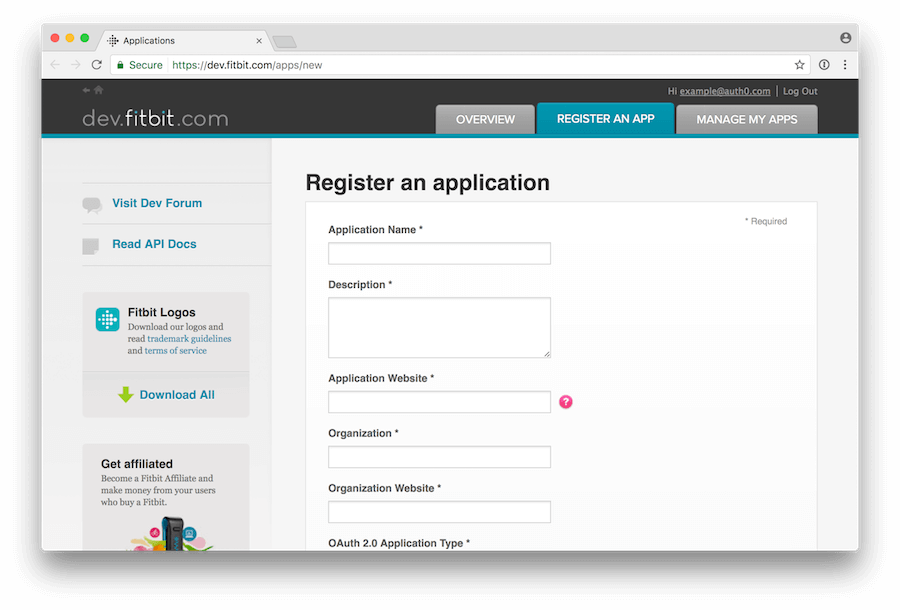 Applications
Secure https://dev.fitbit.com/apps/new
Hi example@auth0.com | Log Out
dev.fitbit.com
OVERVIEW
REGISTER AN APP
MANAGE MY APPS
Visit Dev Forum
Read API Docs
Fitbit Logos
Download our logos and
read trademark guidelines
and terms of service
Download All
Get affiliated
Become a Fitbit Affiliate and
make money from your users
who buy a Fitbit.
Register an application
* Required
Application Name *
Description *
Application Website *
?
Organization *
Organization Website *
OAuth 2.0 Application Type *